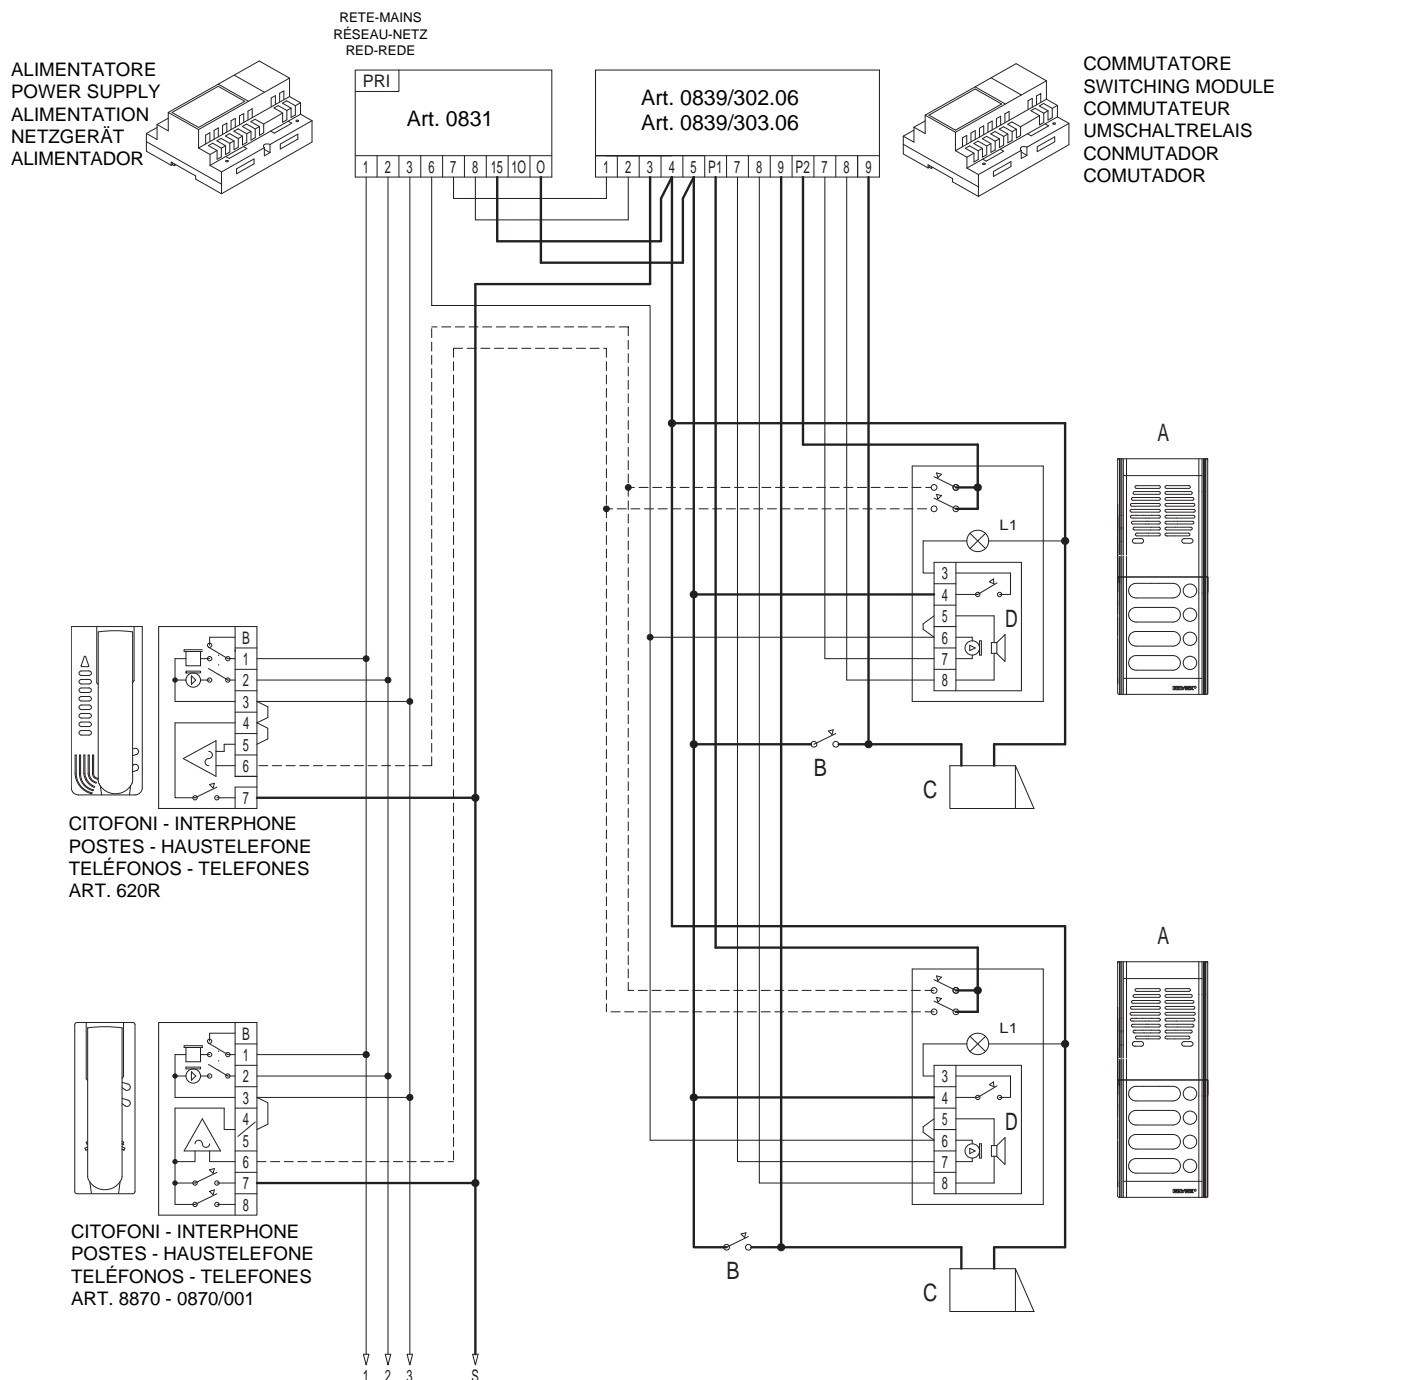 RETE-MAINS
RÉSEAU-NETZ
RED-REDE
ALIMENTATORE
POWER SUPPLY
ALIMENTATION
NETZGERÄT
ALIMENTADOR
PRI
Art. 0831
1 2 3 6 7 8 15 10 0
Art. 0839/302.06
Art. 0839/303.06
1 2 3 4 5 P1 7 8 9 P2 7 8 9
COMMUTATORE
SWITCHING MODULE
COMMUTATEUR
UMSCHALTRELAIS
CONMUTADOR
COMUTADOR
A
L1
3
4
5
6
7
8
D
B
C
B
1
2
3
4
5
6
7
CITOFONI - INTERPHONE
POSTES - HAUSTELEFONE
TELÉFONOS - TELEFONES
ART. 620R
A
L1
3
4
5
6
7
8
D
B
C
B
1
2
3
4
5
6
7
8
CITOFONI - INTERPHONE
POSTES - HAUSTELEFONE
TELÉFONOS - TELEFONES
ART. 8870 - 0870/001
1 2 3 S